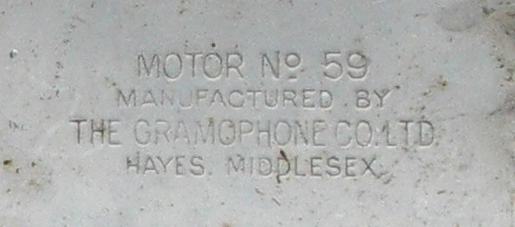 MOTOR Nº 59
MANUFACTURED BY
THE GRAMOPHONE CO. LTD.
HAYES. MIDDLESEX.